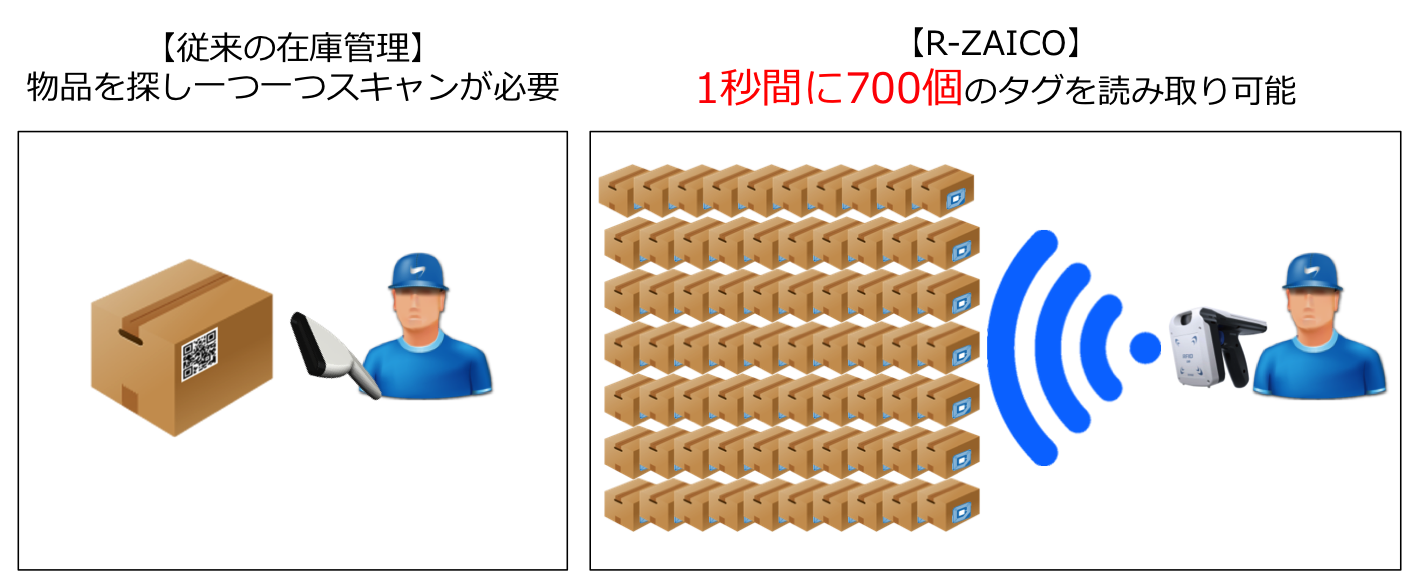 【従来の在庫管理】
物品を探し一つ一つスキャンが必要
【R-ZAICO】
1秒間に700個のタグを読み取り可能
RFID